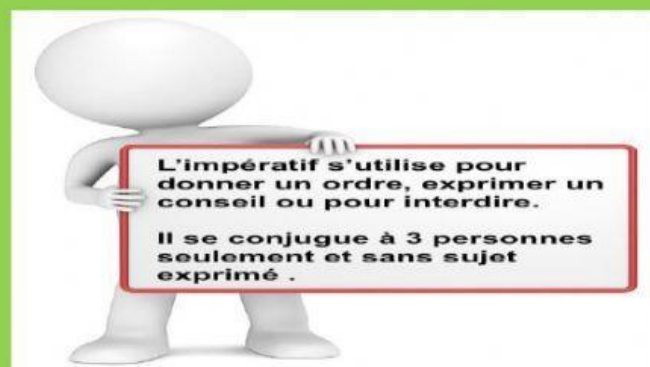 L'impératif s'utilise pour
donner un ordre, exprimer un
conseil ou pour interdire.
Il se conjugue à 3 personnes
seulement et sans sujet
exprimé .